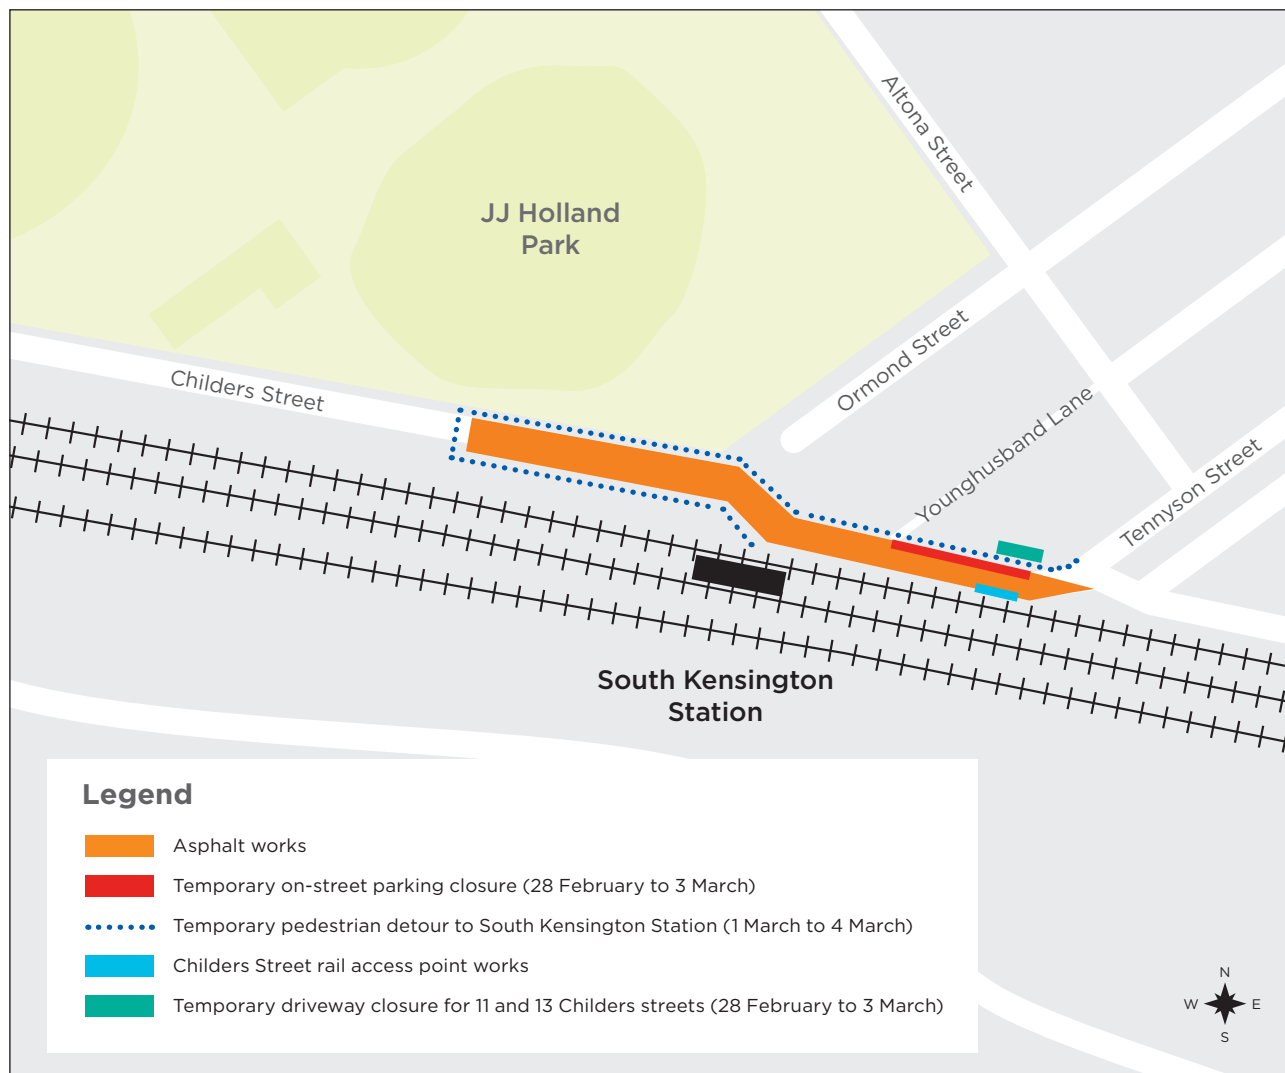 Altona Street
JJ Holland
Park
Ormond Street
Childers Street
Younghusband Lane
Tennyson Street
South Kensington
Station
Legend
Asphalt works
Temporary on-street parking closure (28 February to 3 March)
Temporary pedestrian detour to South Kensington Station (1 March to 4 March)
Childers Street rail access point works
Temporary driveway closure for 11 and 13 Childers streets (28 February to 3 March)
N
W E
S